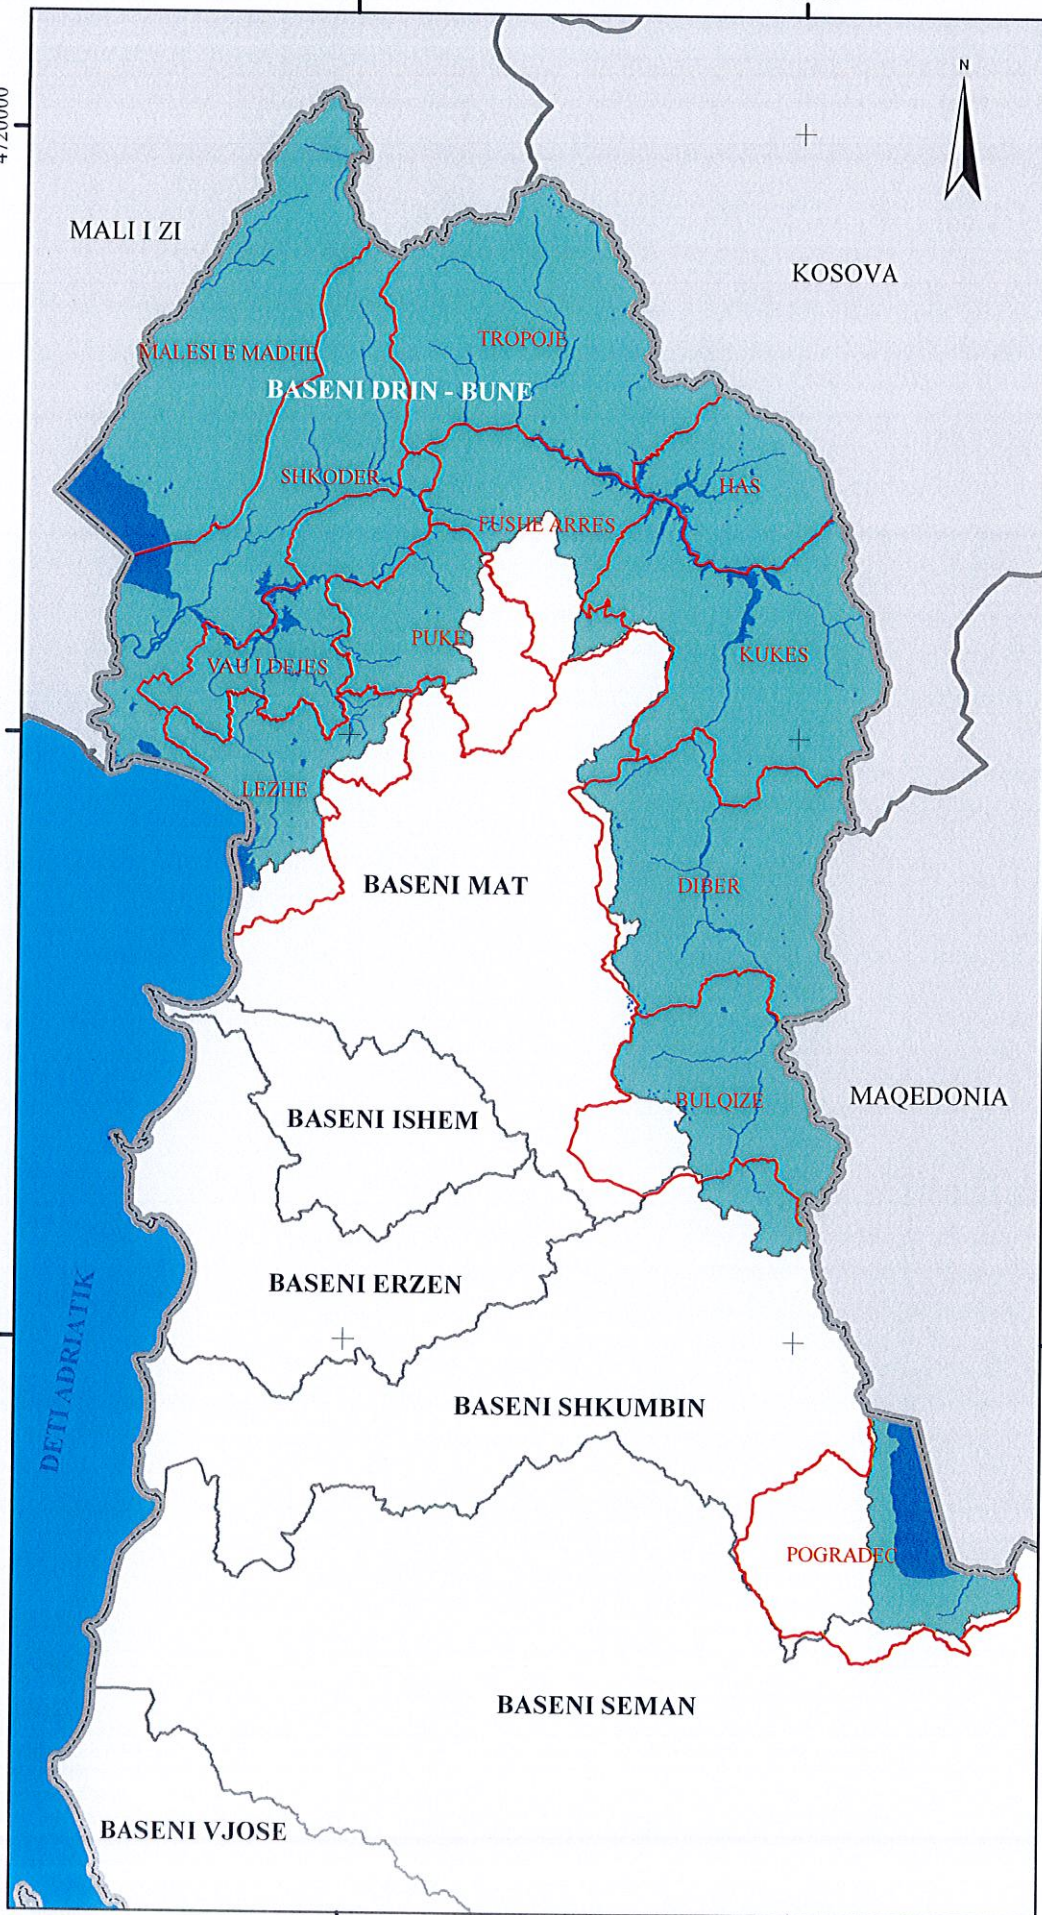 N
4720000
MALI I ZI
KOSOVA
TROPOJE
MALESI E MADHE
BASENI DRIN - BUNE
SHKODER
HAS
FUSHE ARRES
PUKE
KUKES
VAU I DEJES
LEZHE
BASENI MAT
DIBER
MAQEDONIA
BULQIZE
BASENI ISHEM
BASENI ERZEN
DETI ADRIATIK
BASENI SHKUMBIN
POGRADEC
BASENI SEMAN
BASENI VJOSE